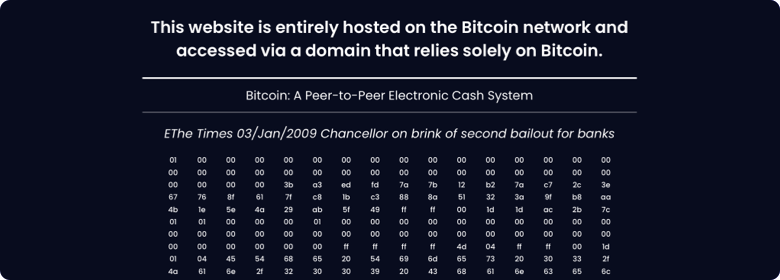 This website is entirely hosted on the Bitcoin network and
accessed via a domain that relies solely on Bitcoin.
Bitcoin: A Peer-to-Peer Electronic Cash System
EThe Times 03/Jan/2009 Chancellor on brink of second bailout for banks
01 00 00 00 00 00 00 00 00 00 00 00 00 00 00 00
00 00 00 00 00 00 00 00 00 00 00 00 00 00 00 00
00 00 00 00 3b a3 ed fd 7a 7b 12 b2 7a c7 2c 3e
67 76 8f 61 7f c8 1b c3 88 8a 51 32 3a 9f b8 aa
4b 1e 5e 4a 29 ab 5f 49 ff ff 00 1d 1d ac 2b 7c
01 01 00 00 00 01 00 00 00 00 00 00 00 00 00 00
00 00 00 00 00 00 00 00 00 00 00 00 00 00 00 00
00 00 00 00 00 00 ff ff ff ff 4d 04 ff ff 00 1d
01 04 45 54 68 65 20 54 69 6d 65 73 20 30 33 2f
4a 61 6e 2f 32 30 30 39 20 43 68 61 6e 63 65 6c